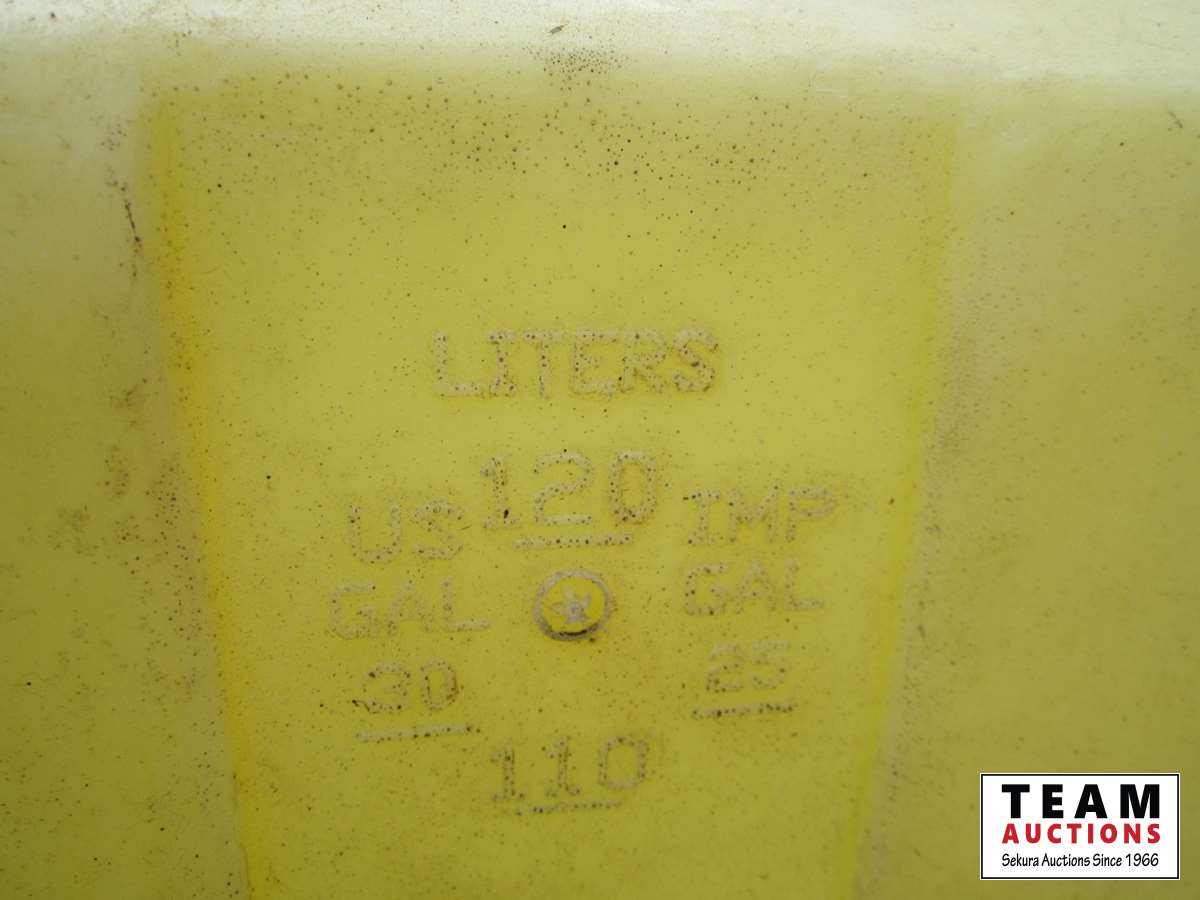 LITERS
120
US IMP
GAL GAL
30 25
110
TEAM
AUCTIONS
Sekura Auctions Since 1966